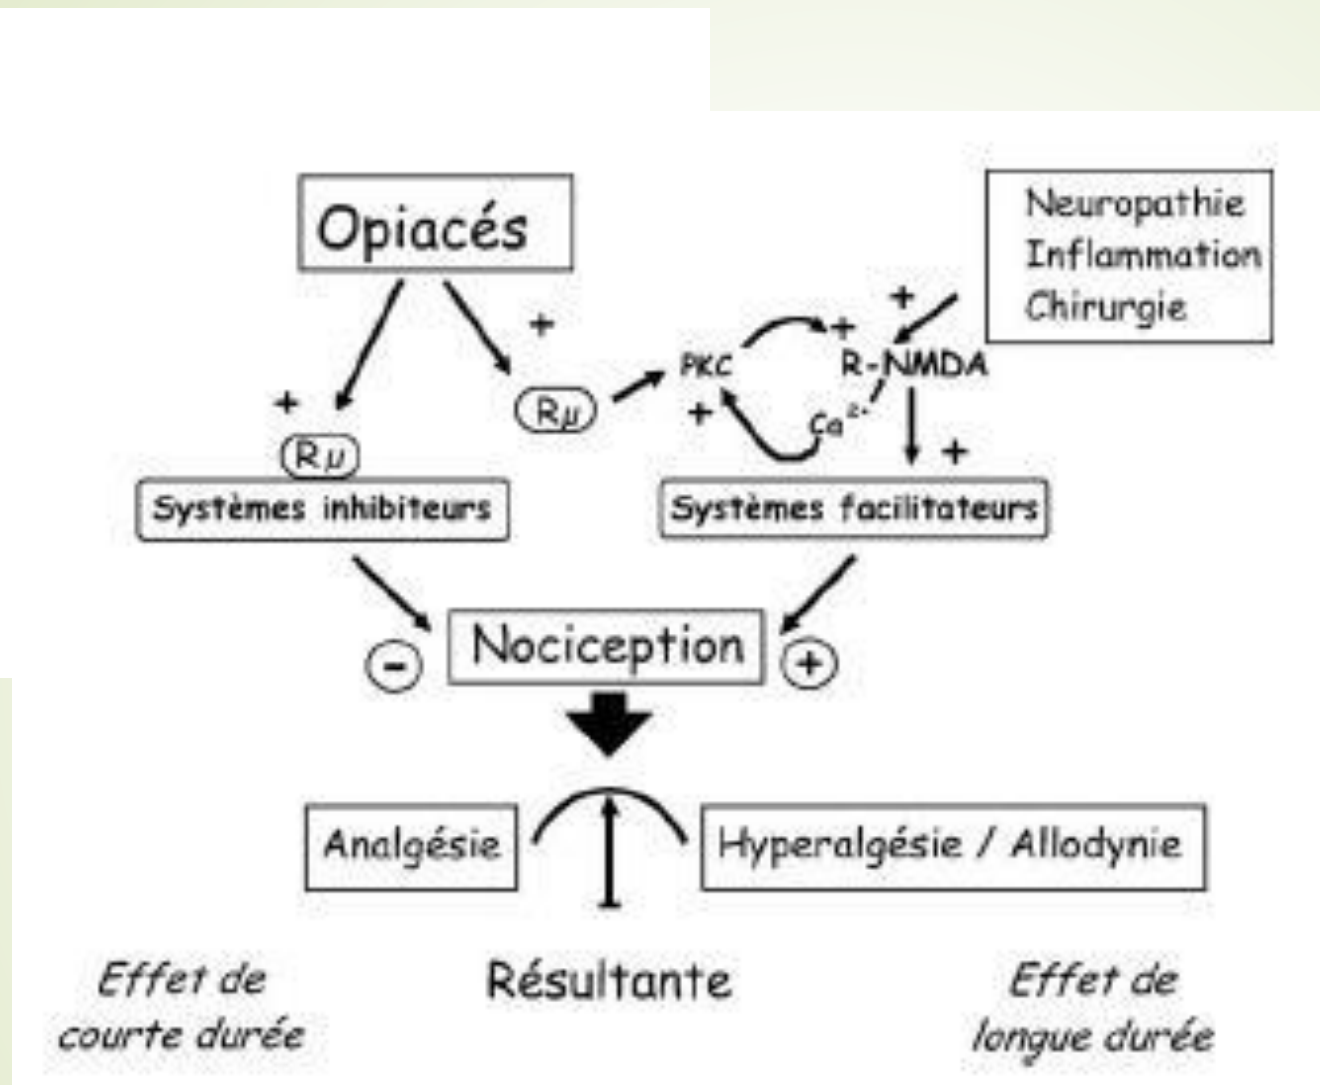 Opiacés
Neuropathie
Inflammation
Chirurgie
+
+
+
PKC
R-NMDA
+
Rμ
+
Ca2+
+
Rμ
Systèmes inhibiteurs
Systèmes facilitateurs
Nociception
-
+
Analgésie
Hyperalgésie / Allodynie
Effet de
courte durée
Résultante
Effet de
longue durée